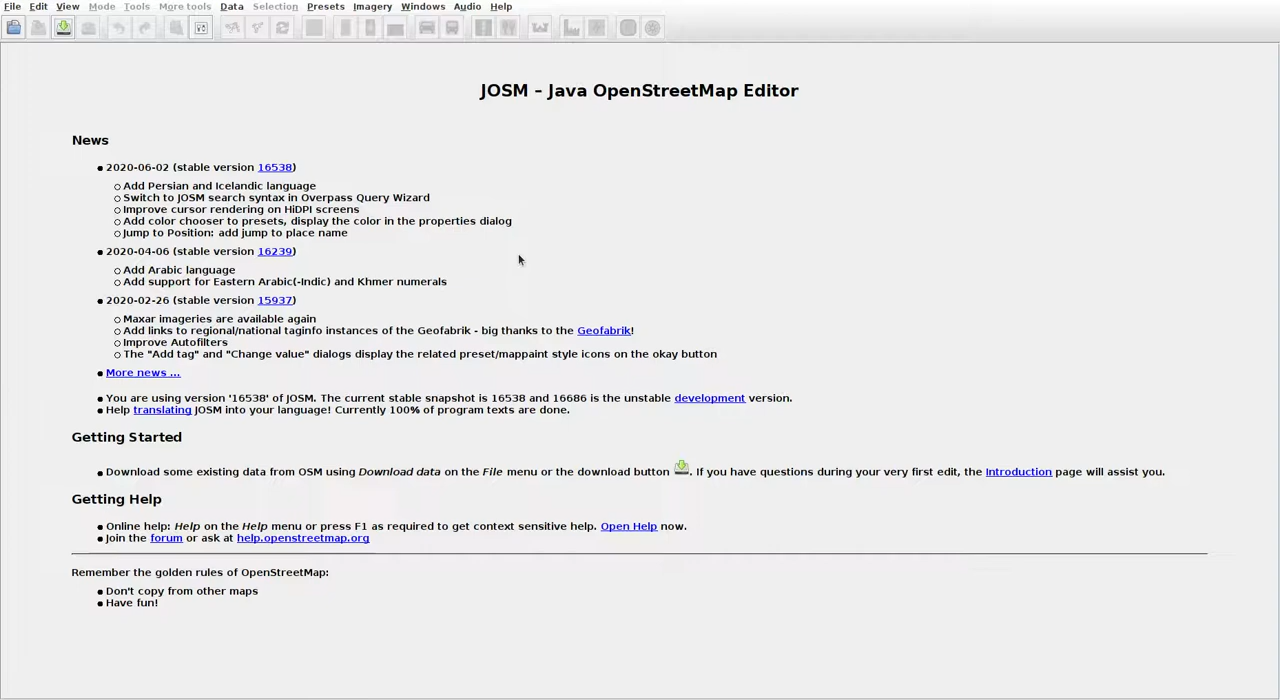 File Edit View Mode Tools More tools Data Selection Presets Imagery Windows Audio Help
JOSM – Java OpenStreetMap Editor
News
2020-06-02 (stable version 16538)
Add Persian and Icelandic language
Switch to JOSM search syntax in Overpass Query Wizard
Improve cursor rendering on HiDPI screens
Add color chooser to presets, display the color in the properties dialog
Jump to Position: add jump to place name
2020-04-06 (stable version 16239)
Add Arabic language
Add support for Eastern Arabic(-Indic) and Khmer numerals
2020-02-26 (stable version 15937)
Maxar imageries are available again
Add links to regional/national taginfo instances of the Geofabrik - big thanks to the Geofabrik!
Improve Autofilters
The "Add tag" and "Change value" dialogs display the related preset/mappaint style icons on the okay button
More news ...
You are using version '16538' of JOSM. The current stable snapshot is 16538 and 16686 is the unstable development version.
Help translating JOSM into your language! Currently 100% of program texts are done.
Getting Started
Download some existing data from OSM using Download data on the File menu or the download button . If you have questions during your very first edit, the Introduction page will assist you.
Getting Help
Online help: Help on the Help menu or press F1 as required to get context sensitive help. Open Help now.
Join the forum or ask at help.openstreetmap.org
Remember the golden rules of OpenStreetMap:
Don't copy from other maps
Have fun!